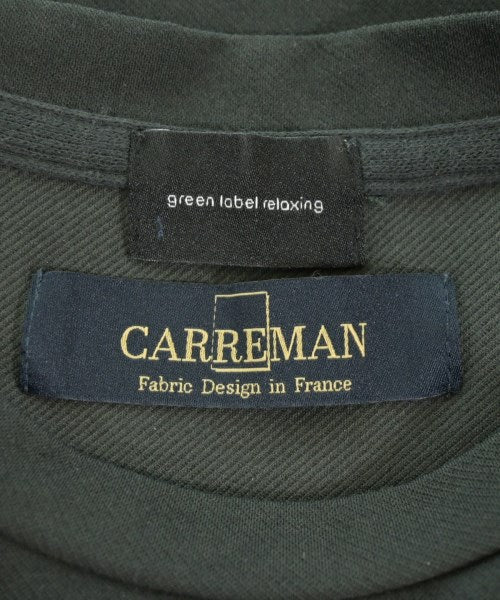 green label relaxing
CARREMAN
Fabric Design in France